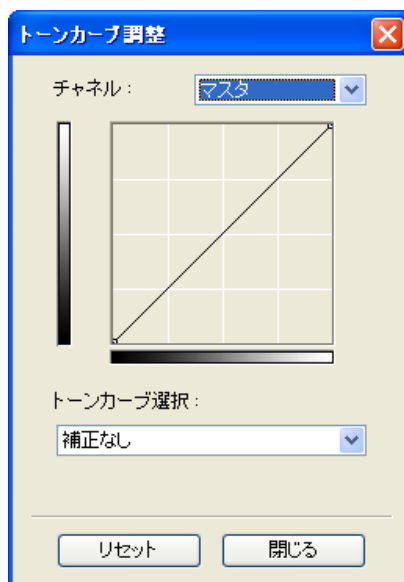 トーンカーブ調整
チャネル： マスタ
トーンカーブ選択：
補正なし
リセット 閉じる